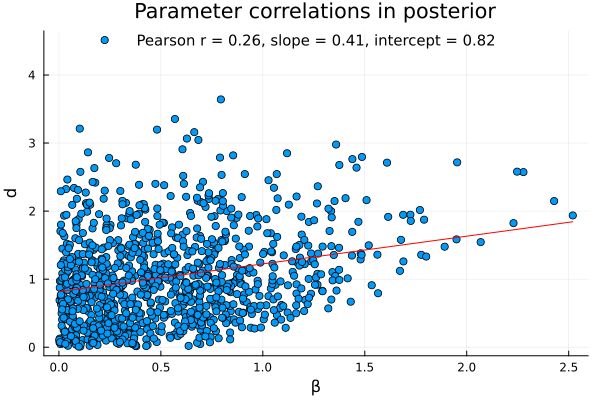 Parameter correlations in posterior
Pearson r = 0.26, slope = 0.41, intercept = 0.82
4
3
d
2
1
0
0.0 0.5 1.0 1.5 2.0 2.5
β